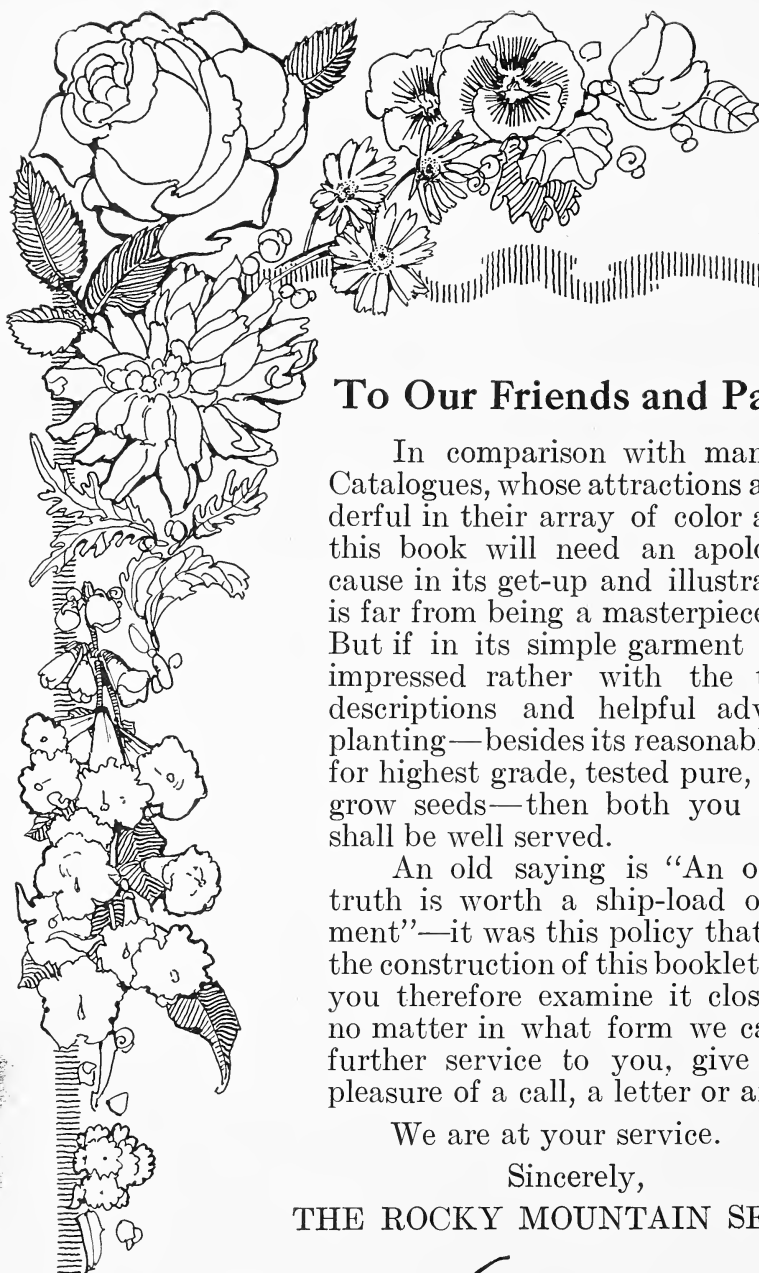 To Our Friends and Pa
In comparison with man
Catalogues, whose attractions a
derful in their array of color a
this book will need an apolo
cause in its get-up and illustra
is far from being a masterpiece
But if in its simple garment
impressed rather with the t
descriptions and helpful adv
planting—besides its reasonabl
for highest grade, tested pure,
grow seeds—then both you
shall be well served.
An old saying is “An o
truth is worth a ship-load o
ment”—it was this policy that
the construction of this booklet
you therefore examine it clos
no matter in what form we ca
further service to you, give
pleasure of a call, a letter or a
We are at your service.
Sincerely,
THE ROCKY MOUNTAIN SE